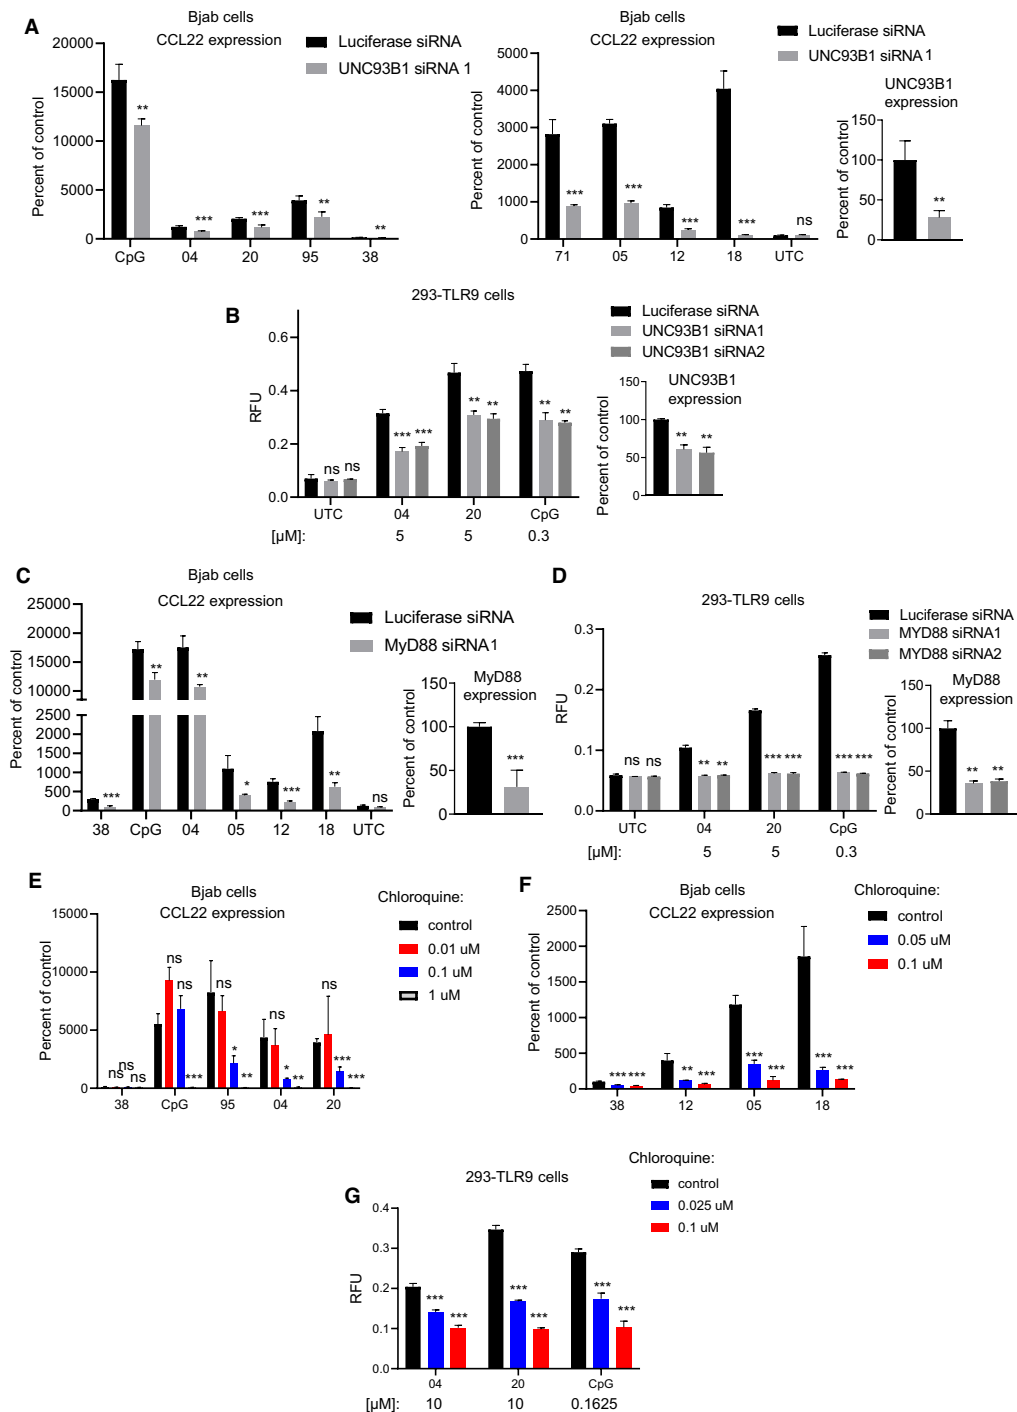 A
Bjab cells
CCL22 expression
Luciferase siRNA
UNC93B1 siRNA 1
Percent of control
20000
15000
10000
5000
0
**
***
***
**
**
CpG
04
20
95
38
Bjab cells
CCL22 expression
Luciferase siRNA
UNC93B1 siRNA 1
Percent of control
5000
4000
3000
2000
1000
0
***
***
***
***
ns
71
05
12
18
UTC
UNC93B1
expression
Percent of control
150
100
50
0
**
B
293-TLR9 cells
Luciferase siRNA
UNC93B1 siRNA1
UNC93B1 siRNA2
RFU
0.6
0.4
0.2
0.0
ns
ns
***
***
**
**
**
**
UTC
04
20
CpG
[µM]:
5
5
0.3
UNC93B1
expression
Percent of control
150
100
50
0
**
**
C
Bjab cells
CCL22 expression
Luciferase siRNA
MyD88 siRNA1
Percent of control
25000
20000
15000
10000
2500
2000
1500
1000
500
0
***
**
**
*
***
**
ns
38
CpG
04
05
12
18
UTC
MyD88
expression
Percent of control
150
100
50
0
***
D
293-TLR9 cells
Luciferase siRNA
MYD88 siRNA1
MYD88 siRNA2
RFU
0.3
0.2
0.1
0.0
ns
ns
**
**
***
***
***
***
UTC
04
20
CpG
[µM]:
5
5
0.3
MyD88
expression
Percent of control
150
100
50
0
**
**
E
Bjab cells
CCL22 expression
Chloroquine:
control
0.01 uM
0.1 uM
1 uM
Percent of control
15000
10000
5000
0
ns
ns
ns
ns
ns
***
ns
*
**
ns
*
**
ns
***
***
38
CpG
95
04
20
F
Bjab cells
CCL22 expression
Chloroquine:
control
0.05 uM
0.1 uM
Percent of control
2500
2000
1500
1000
500
0
***
***
**
***
***
***
***
***
38
12
05
18
G
293-TLR9 cells
Chloroquine:
control
0.025 uM
0.1 uM
RFU
0.4
0.3
0.2
0.1
0.0
***
***
***
***
***
***
04
20
CpG
[µM]:
10
10
0.1625